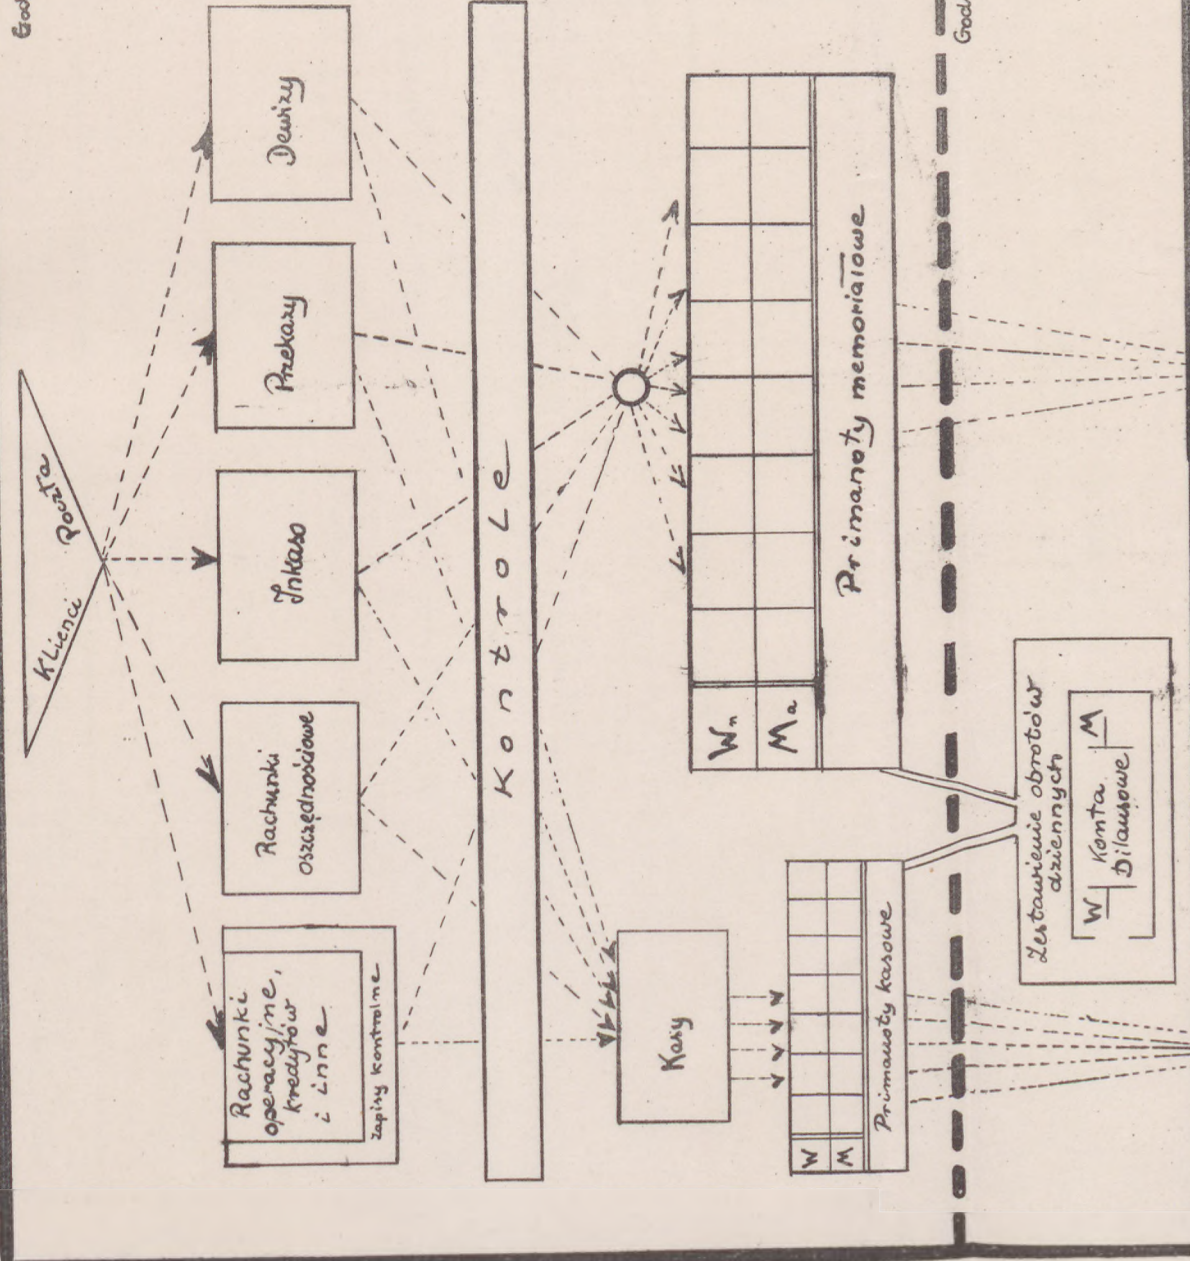 God
God
Klienci
Poczta
Rachunki
operacyjne,
kredytów
i inne
Zapisy kontrolne
Rachunki
oszczędnościowe
Inkaso
Przekazy
Dewizy
Kontrole
Kasy
W
M
Primanoty kasowe
Wn
Ma
Primanoty memoriałowe
Zestawienie obrotów
dziennych
W Konta M
Bilansowe